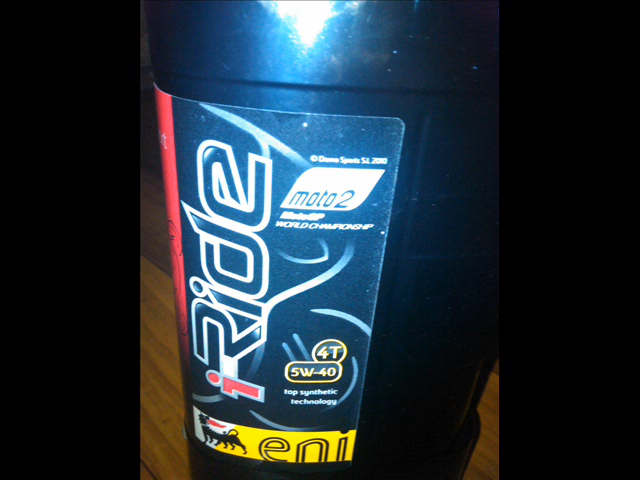 © Dorna Sports S.L 2010
moto2
MotoGP
WORLD CHAMPIONSHIP
i-Ride
4T
5W-40
top synthetic
technology
eni